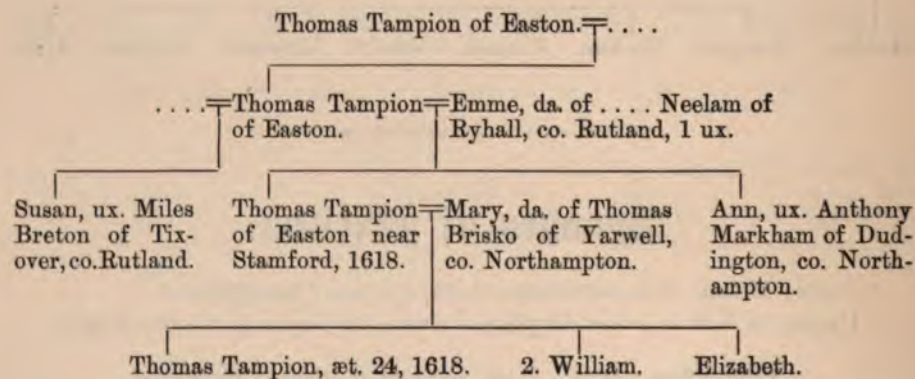 Thomas Tampion of Easton.=. . . .
. . . .=Thomas Tampion=Emme, da. of . . . . Neelam of
of Easton.
Ryhall, co. Rutland, 1 ux.
Susan, ux. Miles
Breton of Tix-
over, co. Rutland.
Thomas Tampion=Mary, da. of Thomas
of Easton near
Stamford, 1618.
Brisko of Yarwell,
co. Northampton.
Ann, ux. Anthony
Markham of Dud-
dington, co. North-
ampton.
Thomas Tampion, æt. 24, 1618.
2. William.
Elizabeth.